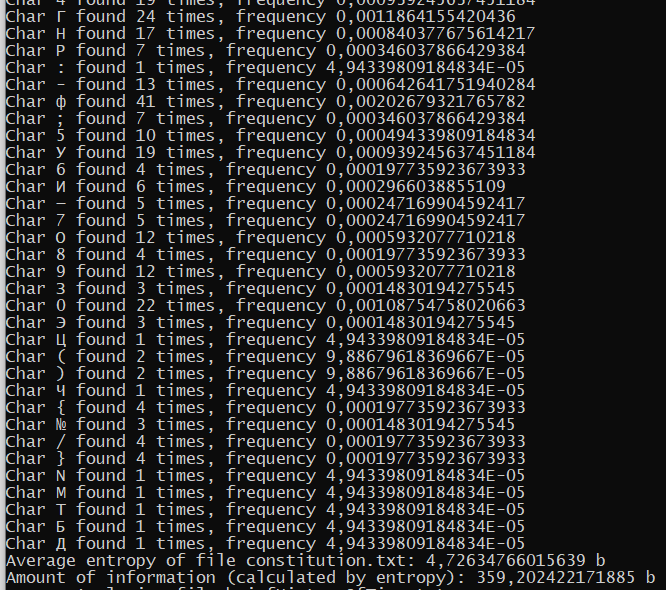 Char 4 found 19 times, frequency 0,000939245637451184
Char Г found 24 times, frequency 0,0011864155420436
Char Н found 17 times, frequency 0,000840377675614217
Char Р found 7 times, frequency 0,000346037866429384
Char : found 1 times, frequency 4,94339809184834E-05
Char - found 13 times, frequency 0,000642641751940284
Char ф found 41 times, frequency 0,00202679321765782
Char ; found 7 times, frequency 0,000346037866429384
Char 5 found 10 times, frequency 0,000494339809184834
Char У found 19 times, frequency 0,000939245637451184
Char 6 found 4 times, frequency 0,000197735923673933
Char И found 6 times, frequency 0,0002966038855109
Char — found 5 times, frequency 0,000247169904592417
Char 7 found 5 times, frequency 0,000247169904592417
Char О found 12 times, frequency 0,0005932077710218
Char 8 found 4 times, frequency 0,000197735923673933
Char 9 found 12 times, frequency 0,0005932077710218
Char З found 3 times, frequency 0,00014830194275545
Char 0 found 22 times, frequency 0,00108754758020663
Char Э found 3 times, frequency 0,00014830194275545
Char Ц found 1 times, frequency 4,94339809184834E-05
Char ( found 2 times, frequency 9,88679618369667E-05
Char ) found 2 times, frequency 9,88679618369667E-05
Char Ч found 1 times, frequency 4,94339809184834E-05
Char { found 4 times, frequency 0,000197735923673933
Char № found 3 times, frequency 0,00014830194275545
Char / found 4 times, frequency 0,000197735923673933
Char } found 4 times, frequency 0,000197735923673933
Char N found 1 times, frequency 4,94339809184834E-05
Char М found 1 times, frequency 4,94339809184834E-05
Char Т found 1 times, frequency 4,94339809184834E-05
Char Б found 1 times, frequency 4,94339809184834E-05
Char Д found 1 times, frequency 4,94339809184834E-05
Average entropy of file constitution.txt: 4,72634766015639 b
Amount of information (calculated by entropy): 359,202422171885 b